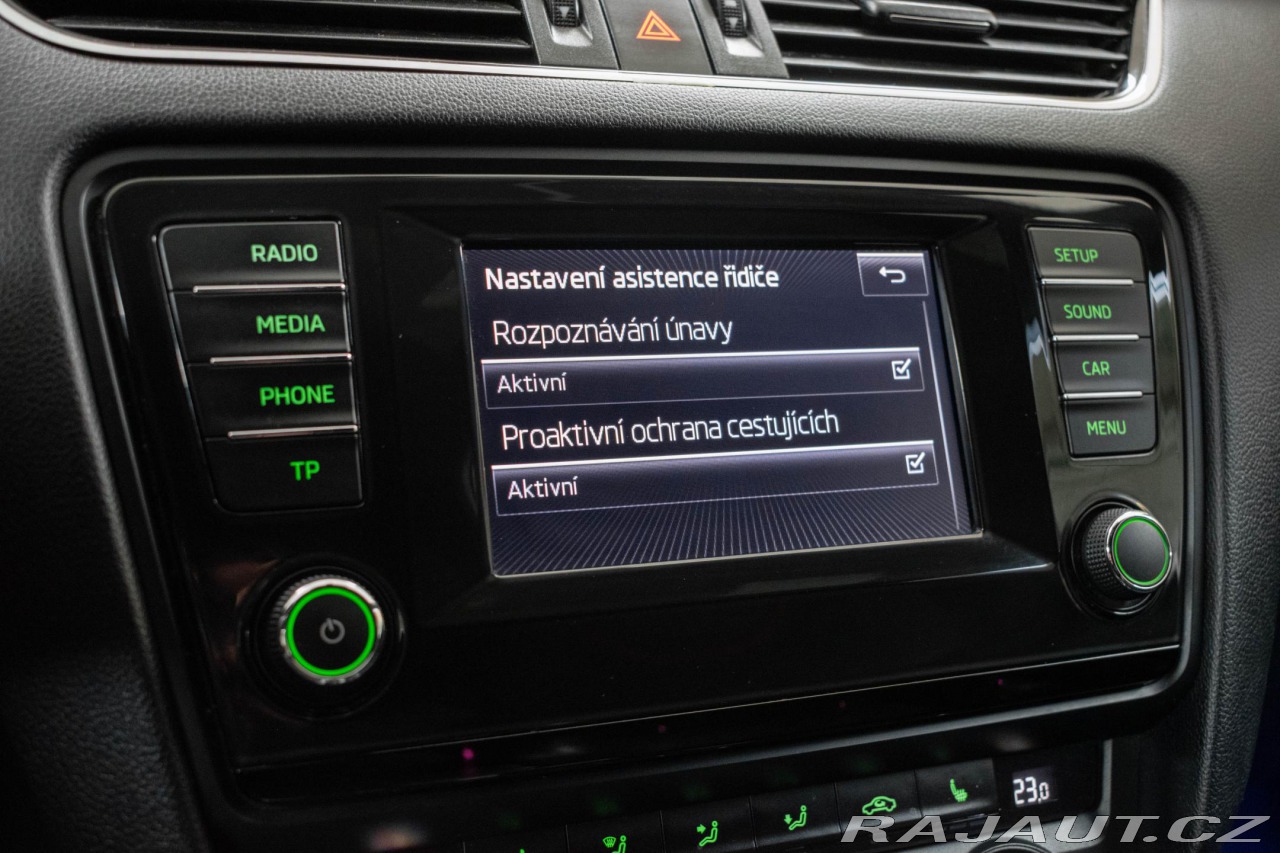 RADIO
MEDIA
PHONE
TP
Nastavení asistence řidiče
Rozpoznávání únavy
Aktivní
Proaktivní ochrana cestujících
Aktivní
SETUP
SOUND
CAR
MENU
23,0
RAJAUT.CZ